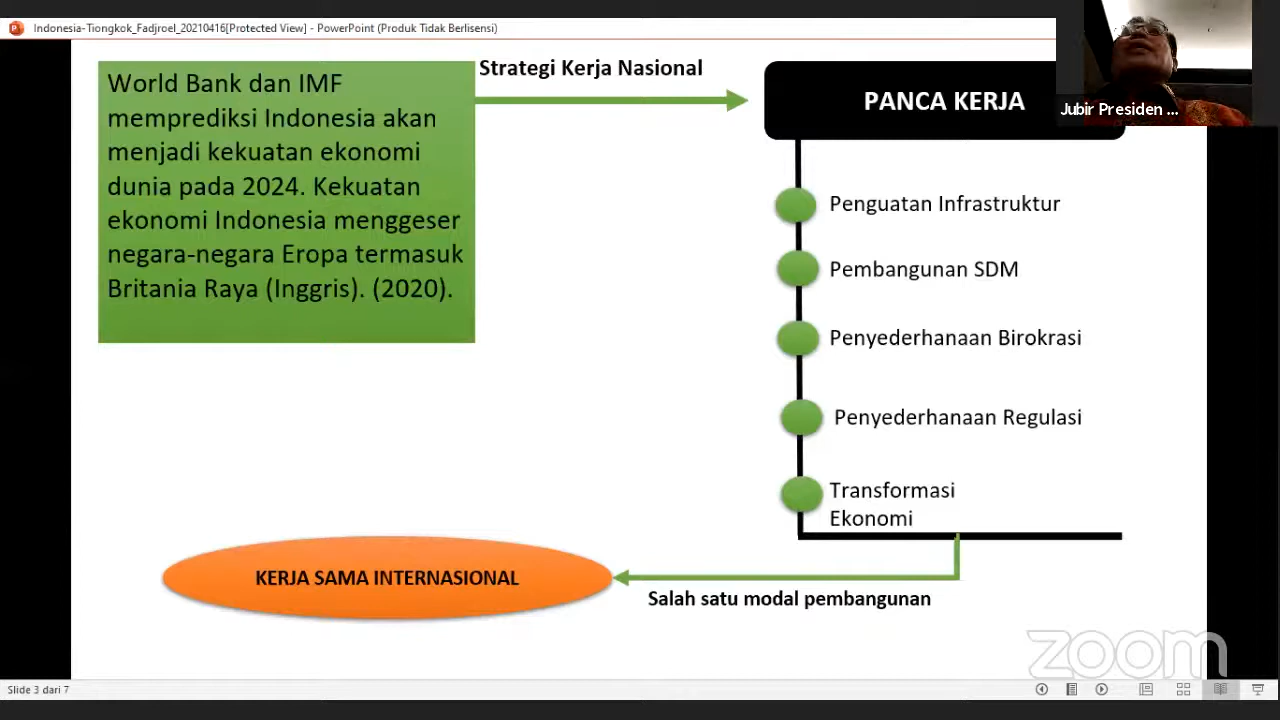 Indonesia-Tiongkok_Fadjroel_20210416[Protected View] - PowerPoint (Produk Tidak Berlisensi)
World Bank dan IMF
memprediksi Indonesia akan
menjadi kekuatan ekonomi
dunia pada 2024. Kekuatan
ekonomi Indonesia menggeser
negara-negara Eropa termasuk
Britania Raya (Inggris). (2020).
Strategi Kerja Nasional
PANCA KERJA
Jubir Presiden ...
Penguatan Infrastruktur
Pembangunan SDM
Penyederhanaan Birokrasi
Penyederhanaan Regulasi
Transformasi
Ekonomi
KERJA SAMA INTERNASIONAL
Salah satu modal pembangunan
zoom
Slide 3 dari 7